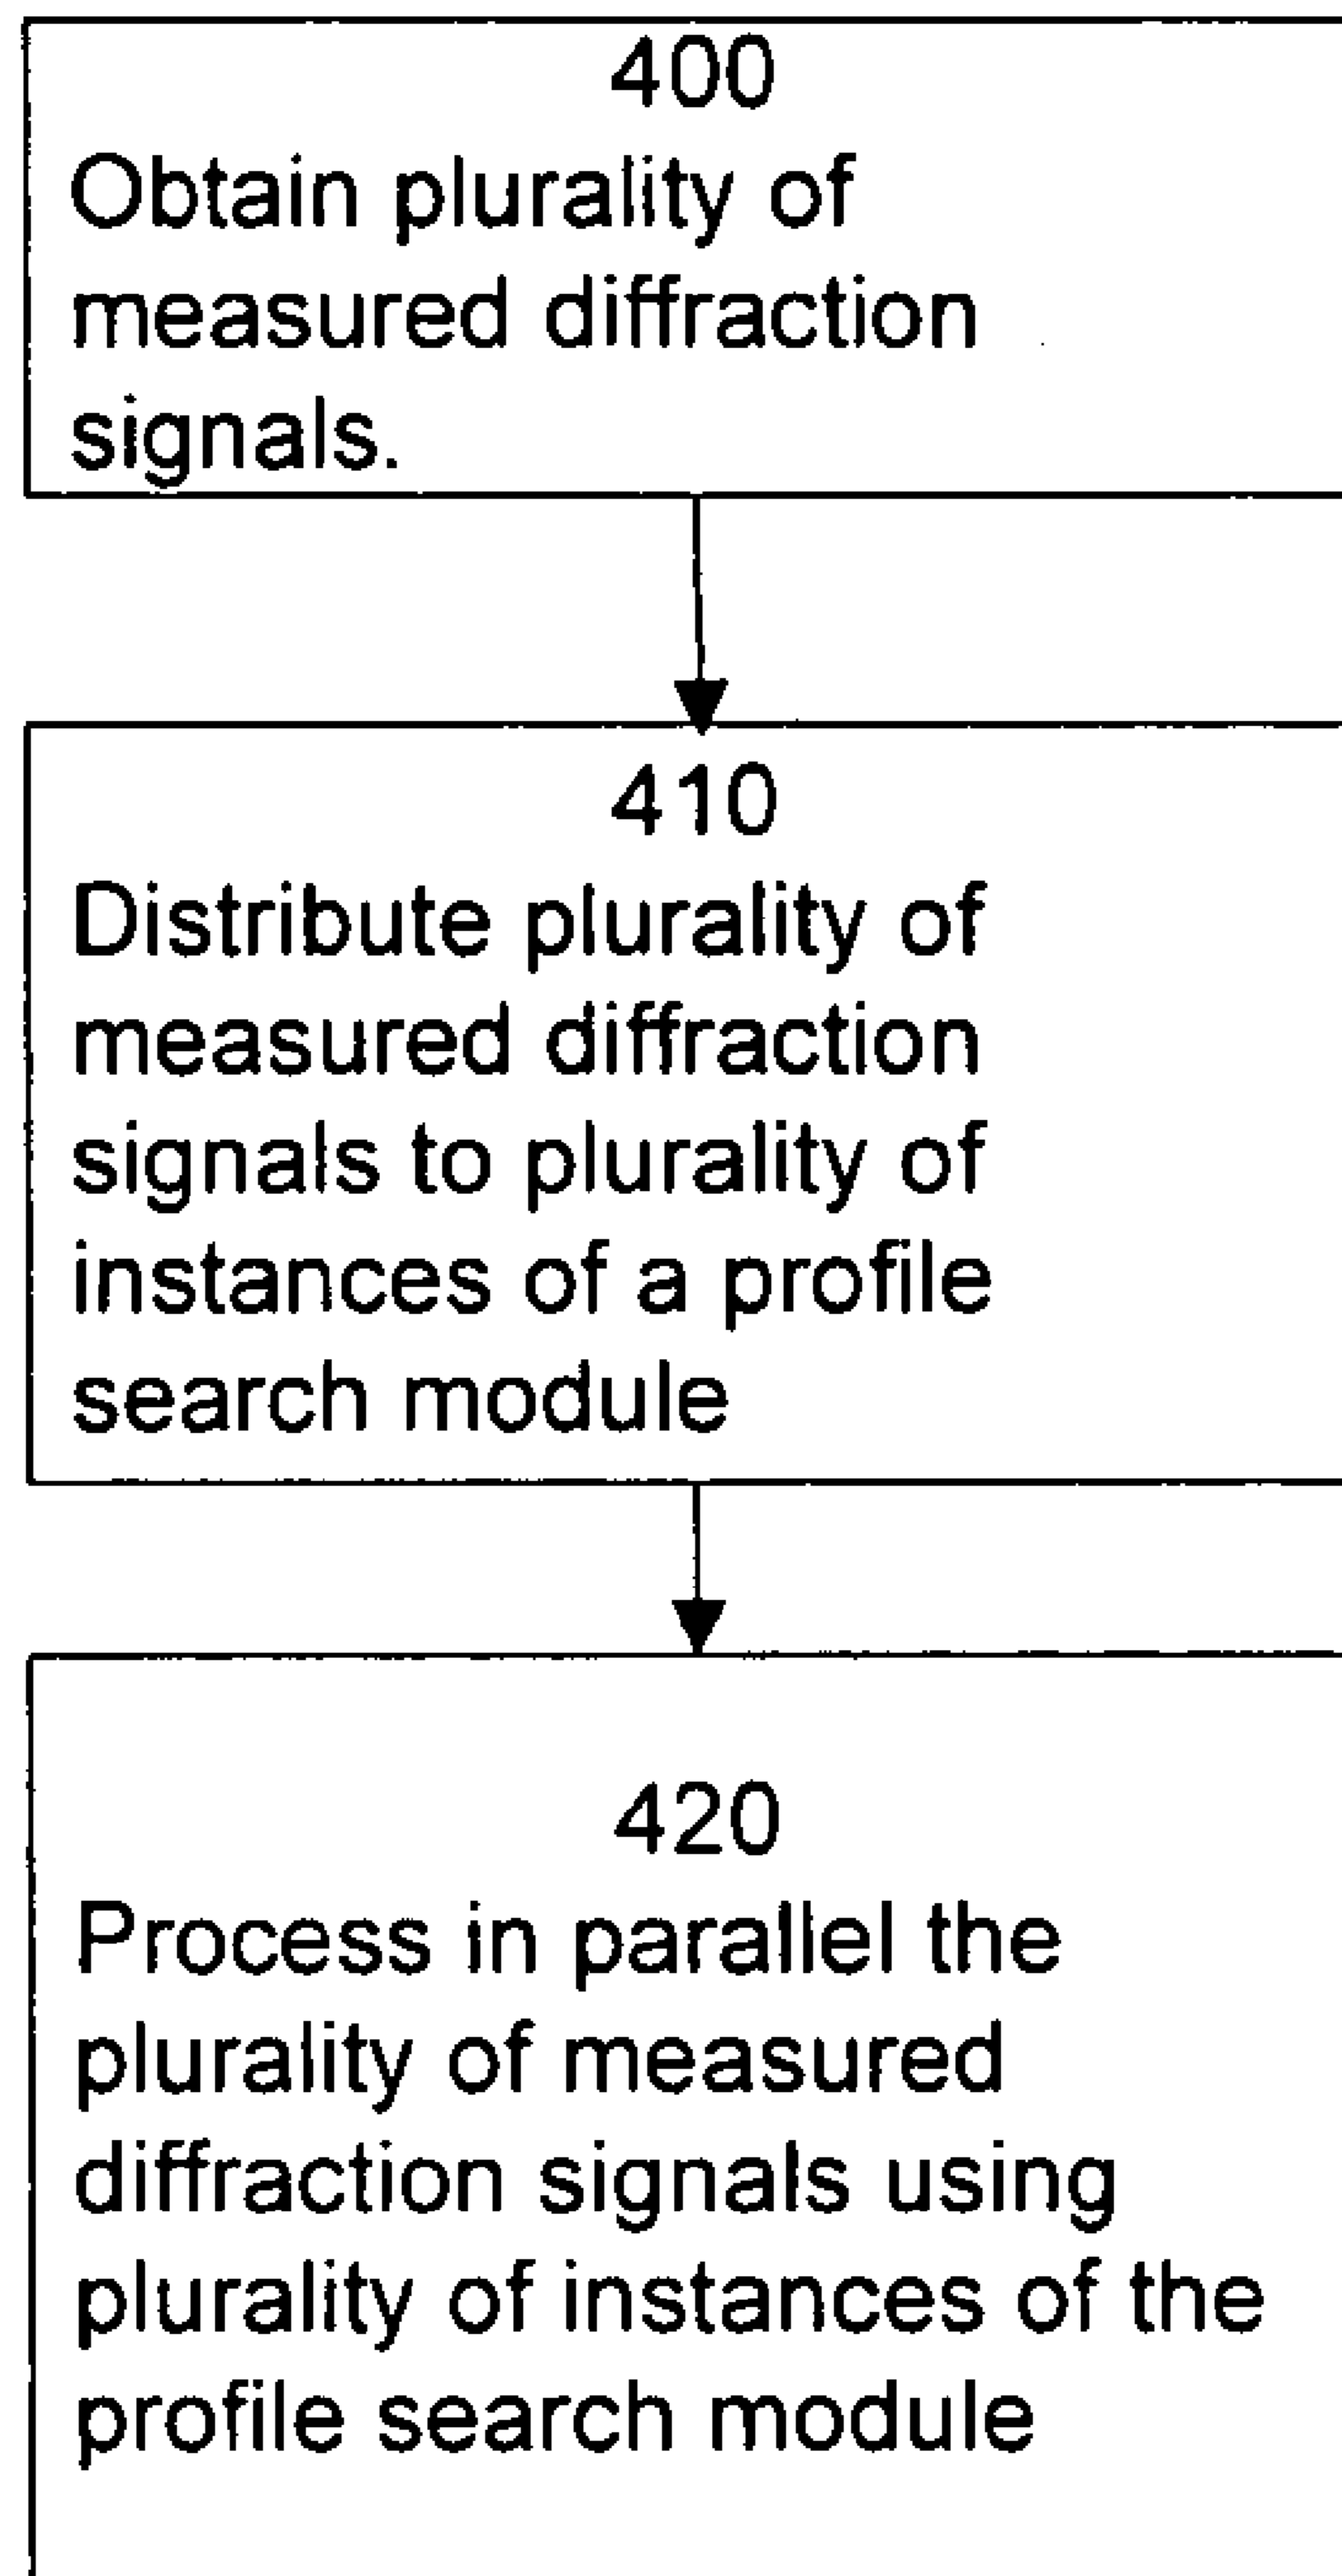 400
Obtain plurality of
measured diffraction
signals.
410
Distribute plurality of
measured diffraction
signals to plurality of
instances of a profile
search module
420
Process in parallel the
plurality of measured
diffraction signals using
plurality of instances of the
profile search module